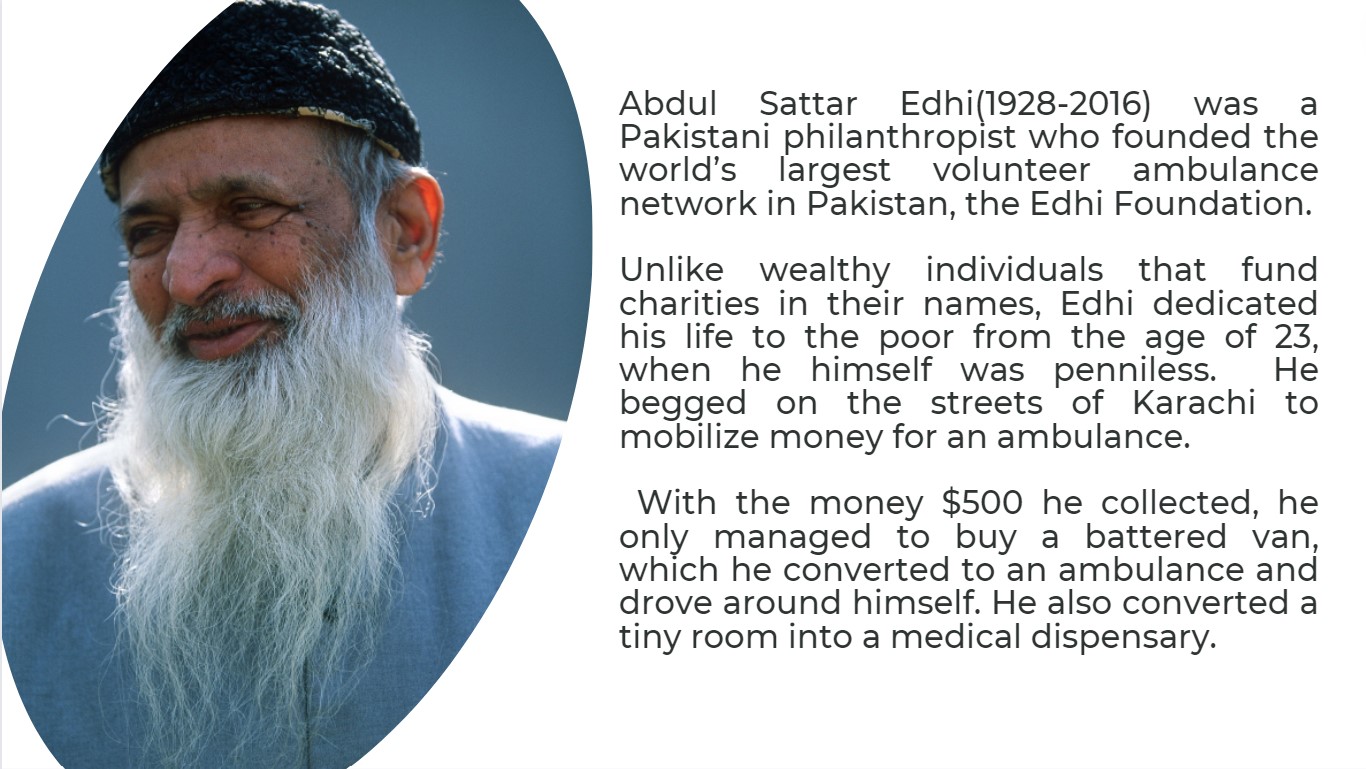 Abdul Sattar Edhi(1928-2016) was a
Pakistani philanthropist who founded the
world’s largest volunteer ambulance
network in Pakistan, the Edhi Foundation.
Unlike wealthy individuals that fund
charities in their names, Edhi dedicated
his life to the poor from the age of 23,
when he himself was penniless.  He
begged on the streets of Karachi to
mobilize money for an ambulance.
With the money $500 he collected, he
only managed to buy a battered van,
which he converted to an ambulance and
drove around himself. He also converted a
tiny room into a medical dispensary.